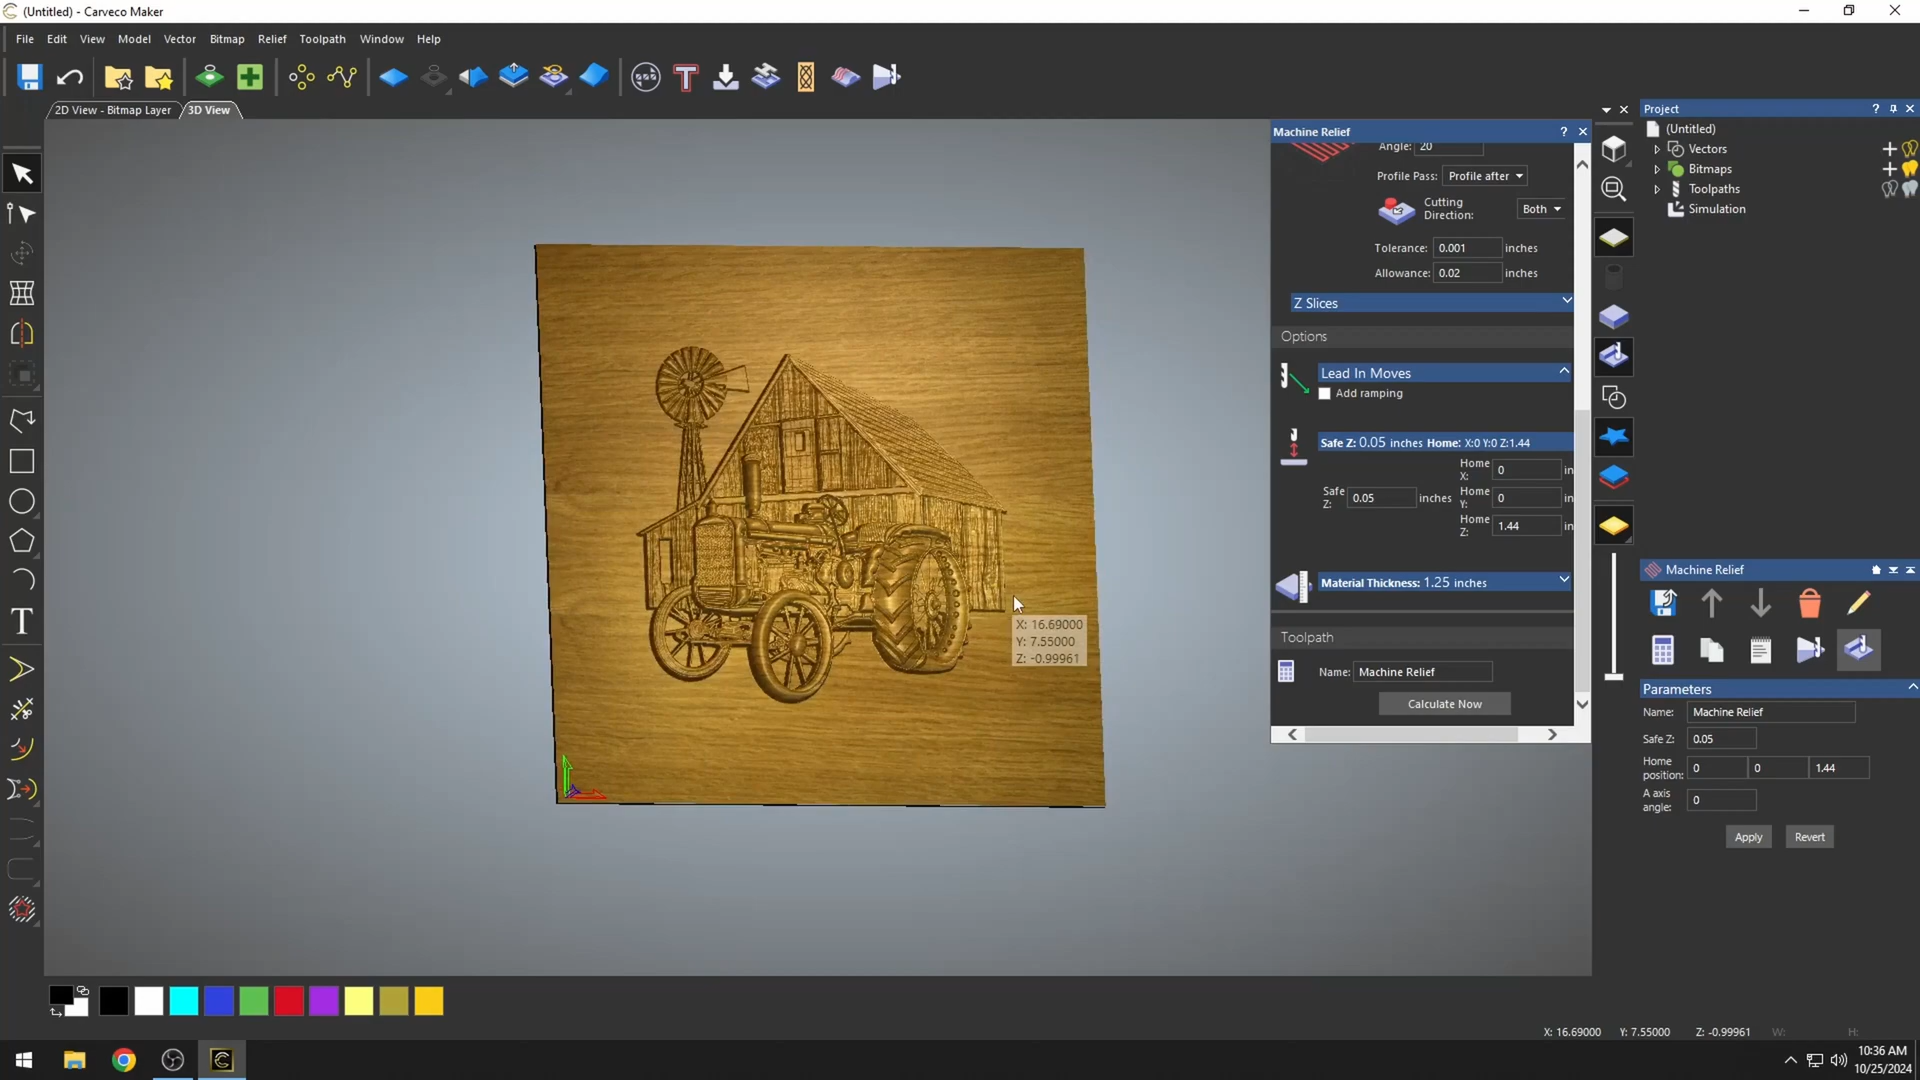 (Untitled) - Carveco Maker
File Edit View Model Vector Bitmap Relief Toolpath Window Help
2D View - Bitmap Layer
3D View
Machine Relief
?
Angle: 20
Profile Pass: Profile after
Cutting
Direction:
Both
Tolerance: 0.001 inches
Allowance: 0.02 inches
Z Slices
Options
Lead In Moves
Add ramping
Safe Z: 0.05 inches Home: X:0 Y:0 Z:1.44
Home
X:
0 in
Safe
Z:
0.05 inches
Home
Y:
0 in
Home
Z:
1.44 in
Material Thickness: 1.25 inches
Toolpath
Name: Machine Relief
Calculate Now
X: 16.69000
Y: 7.55000
Z: -0.99961
Project
?
(Untitled)
Vectors
Bitmaps
Toolpaths
Simulation
Machine Relief
Parameters
Name: Machine Relief
Safe Z: 0.05
Home
position:
0 0 1.44
A axis
angle:
0
Apply Revert
X: 16.69000 Y: 7.55000 Z: -0.99961 W: H:
10:36 AM
10/25/2024